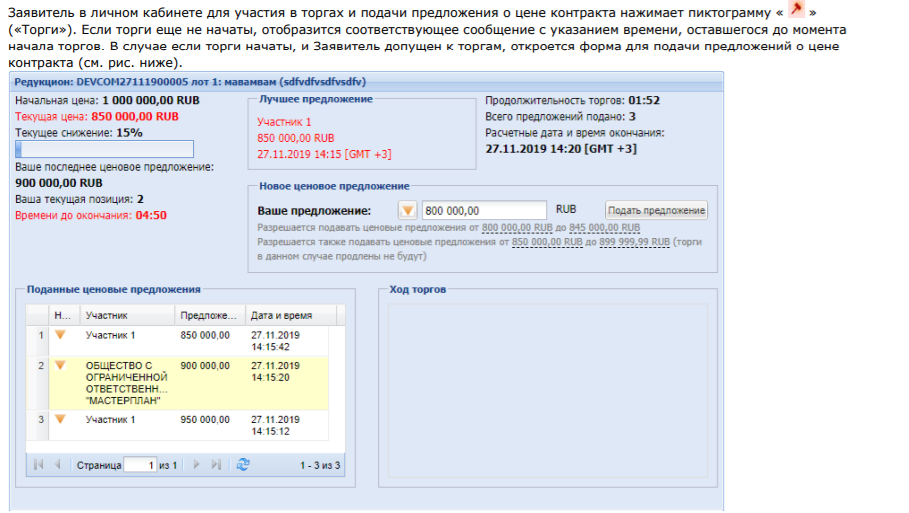 Заявитель в личном кабинете для участия в торгах и подачи предложения о цене контракта нажимает пиктограмму « »
(«Торги»). Если торги еще не начаты, отобразится соответствующее сообщение с указанием времени, оставшегося до момента
начала торгов. В случае если торги начаты, и Заявитель допущен к торгам, откроется форма для подачи предложений о цене
контракта (см. рис. ниже).
Редукцион: DEVCOM27111900005 лот 1: мавамвам (sdfvdfvsdfvsdfv)
Начальная цена: 1 000 000,00 RUB
Текущая цена: 850 000,00 RUB
Текущее снижение: 15%
Ваше последнее ценовое предложение:
900 000,00 RUB
Ваша текущая позиция: 2
Времени до окончания: 04:50
Лучшее предложение
Участник 1
850 000,00 RUB
27.11.2019 14:15 [GMT +3]
Продолжительность торгов: 01:52
Всего предложений подано: 3
Расчетные дата и время окончания:
27.11.2019 14:20 [GMT +3]
Новое ценовое предложение
Ваше предложение: 800 000,00 RUB Подать предложение
Разрешается подавать ценовые предложения от 800 000,00 RUB до 845 000,00 RUB
Разрешается также подавать ценовые предложения от 850 000,00 RUB до 899 999,99 RUB (торги
в данном случае продлены не будут)
Поданные ценовые предложения
Н... Участник Предложе... Дата и время
1 Участник 1 850 000,00 27.11.2019
14:15:42
2 ОБЩЕСТВО С 900 000,00 27.11.2019
ОГРАНИЧЕННОЙ 14:15:20
ОТВЕТСТВЕНН...
"МАСТЕРПЛАН"
3 Участник 1 950 000,00 27.11.2019
14:15:12
Страница 1 из 1 1 - 3 из 3
Ход торгов